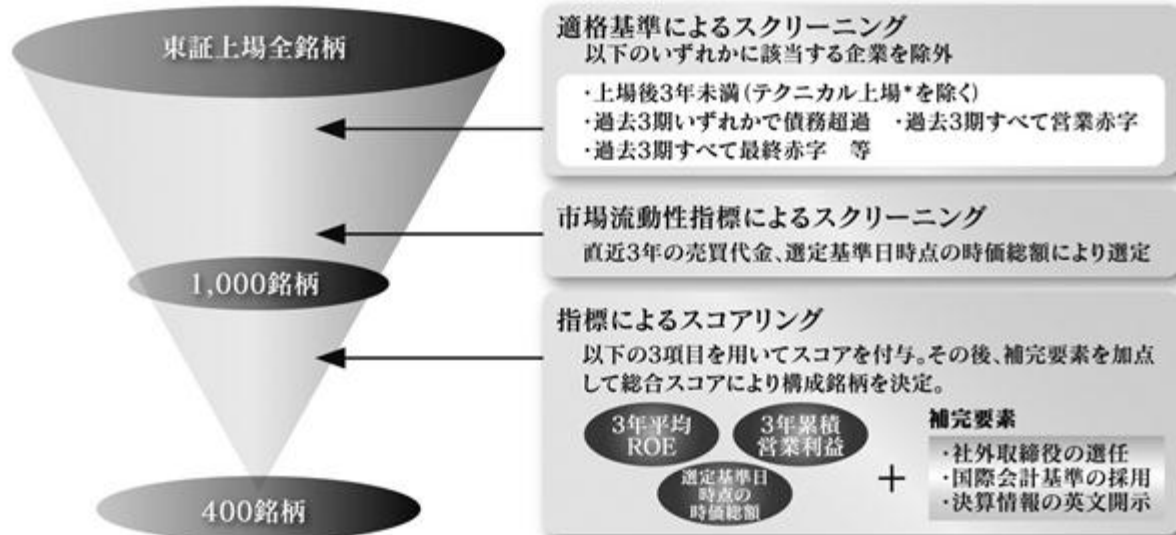 東証上場全銘柄
1,000銘柄
400銘柄
適格基準によるスクリーニング
以下のいずれかに該当する企業を除外
・上場後3年未満(テクニカル上場*を除く)
・過去3期いずれかで債務超過 ・過去3期すべて営業赤字
・過去3期すべて最終赤字 等
市場流動性指標によるスクリーニング
直近3年の売買代金、選定基準日時点の時価総額により選定
指標によるスコアリング
以下の3項目を用いてスコアを付与。その後、補完要素を加点
して総合スコアにより構成銘柄を決定。
3年平均
ROE
3年累積
営業利益
選定基準日
時点の
時価総額
+
補完要素
・社外取締役の選任
・国際会計基準の採用
・決算情報の英文開示